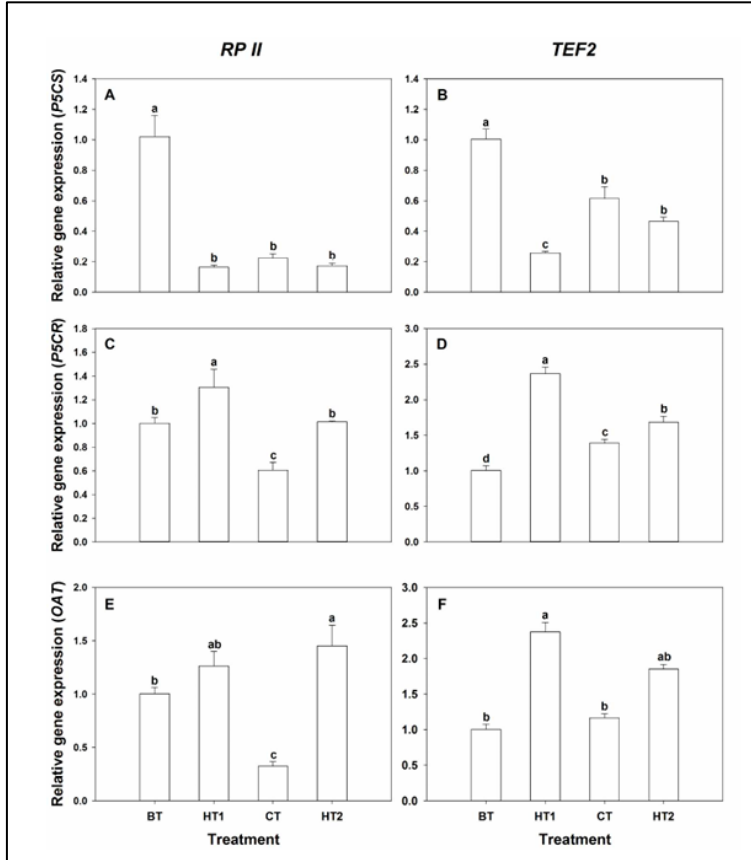 RP II
TEF2
Relative gene expression (P5CS)
1.4
1.2
1.0
0.8
0.6
0.4
0.2
0.0
A
a
b
b
b
1.4
1.2
1.0
0.8
0.6
0.4
0.2
0.0
B
a
c
b
b
Relative gene expression (P5CR)
1.8
1.6
1.4
1.2
1.0
0.8
0.6
0.4
0.2
0.0
C
b
a
c
b
3.0
2.5
2.0
1.5
1.0
0.5
0.0
D
d
a
c
b
Relative gene expression (OAT)
2.0
1.5
1.0
0.5
0.0
E
b
ab
c
a
BT HT1 CT HT2
Treatment
3.0
2.5
2.0
1.5
1.0
0.5
0.0
F
b
a
b
ab
BT HT1 CT HT2
Treatment